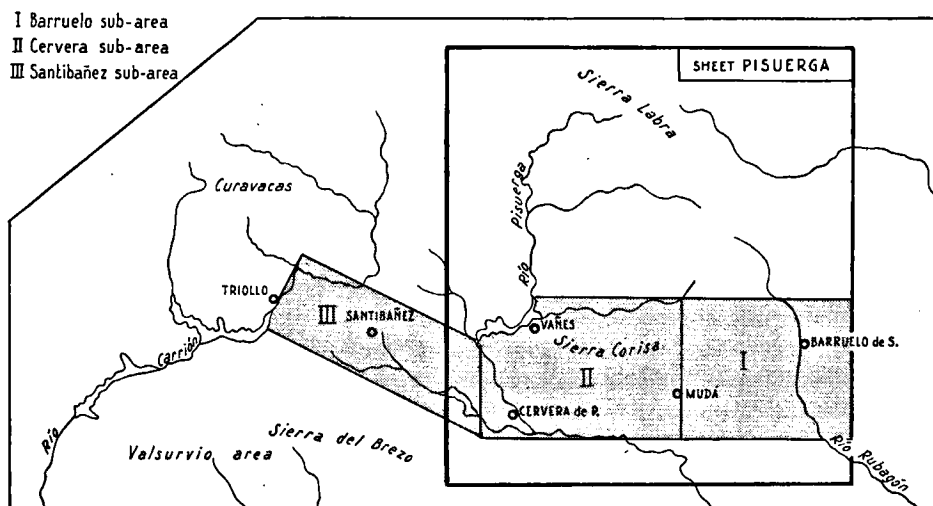 I Barruelo sub-area
II Cervera sub-area
III Santibañez sub-area
SHEET PISUERGA
Sierra Labra
Curavacas
Río Pisuerga
TRIOLLO
III SANTIBAÑEZ
VAÑES
Sierra Corisa
I
BARRUELO de S.
Río Carrión
II
MUDÁ
CERVERA de P.
Sierra del Brezo
Valsurvio area
Río Rubagón